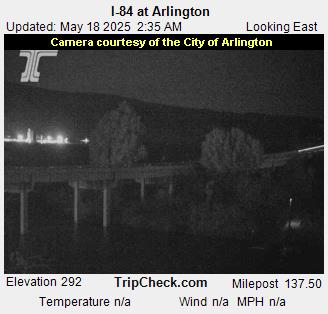 I-84 at Arlington
Updated: May 18 2025 2:35 AM Looking East
Camera courtesy of the City of Arlington
Elevation 292 TripCheck.com Milepost 137.50
Temperature n/a Wind n/a MPH n/a